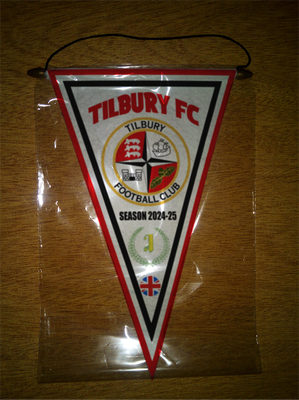 TILBURY FC
TILBURY
FOOTBALL CLUB
SEASON 2024-25